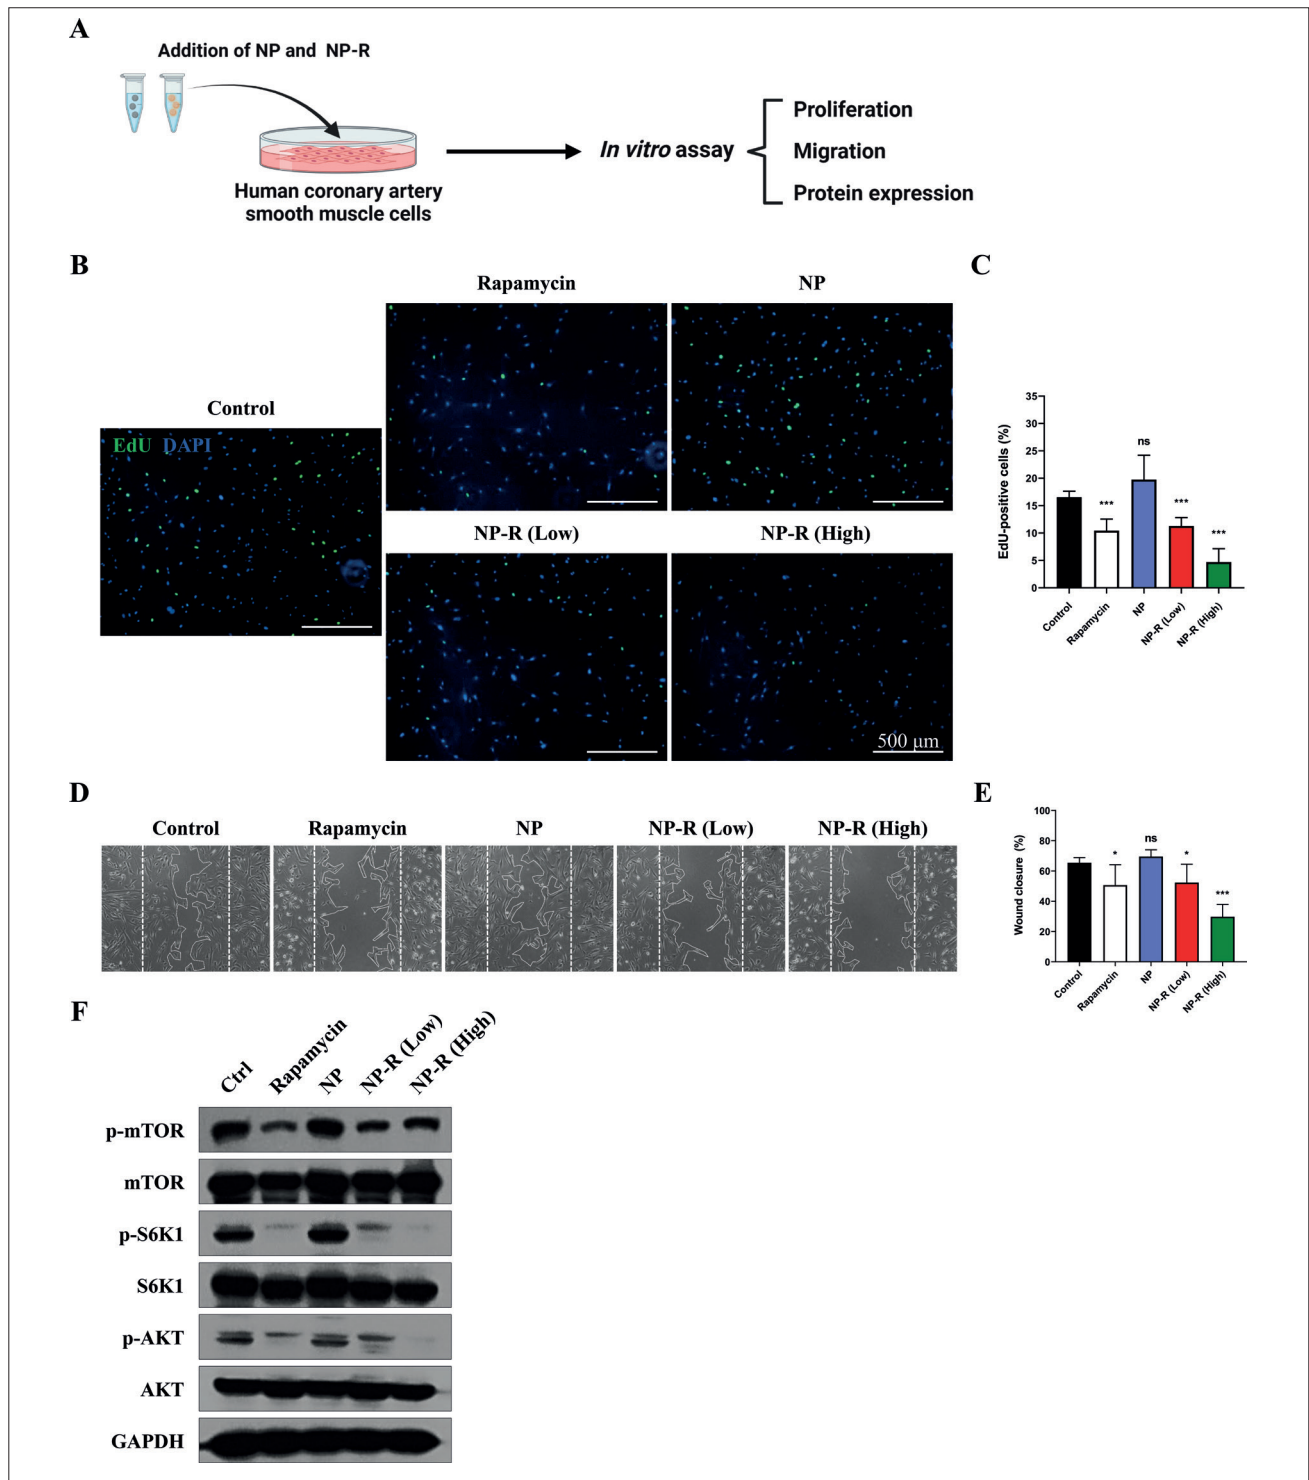 A
Addition of NP and NP-R
Human coronary artery
smooth muscle cells
In vitro assay
Proliferation
Migration
Protein expression
B
Control
EdU DAPI
Rapamycin
NP
NP-R (Low)
NP-R (High)
500 µm
C
EdU-positive cells (%)
35
30
25
20
15
10
5
0
***
ns
***
***
Control
Rapamycin
NP
NP-R (Low)
NP-R (High)
D
Control
Rapamycin
NP
NP-R (Low)
NP-R (High)
E
Wound closure (%)
100
80
60
40
20
0
*
ns
*
***
Control
Rapamycin
NP
NP-R (Low)
NP-R (High)
F
Ctrl
Rapamycin
NP
NP-R (Low)
NP-R (High)
p-mTOR
mTOR
p-S6K1
S6K1
p-AKT
AKT
GAPDH